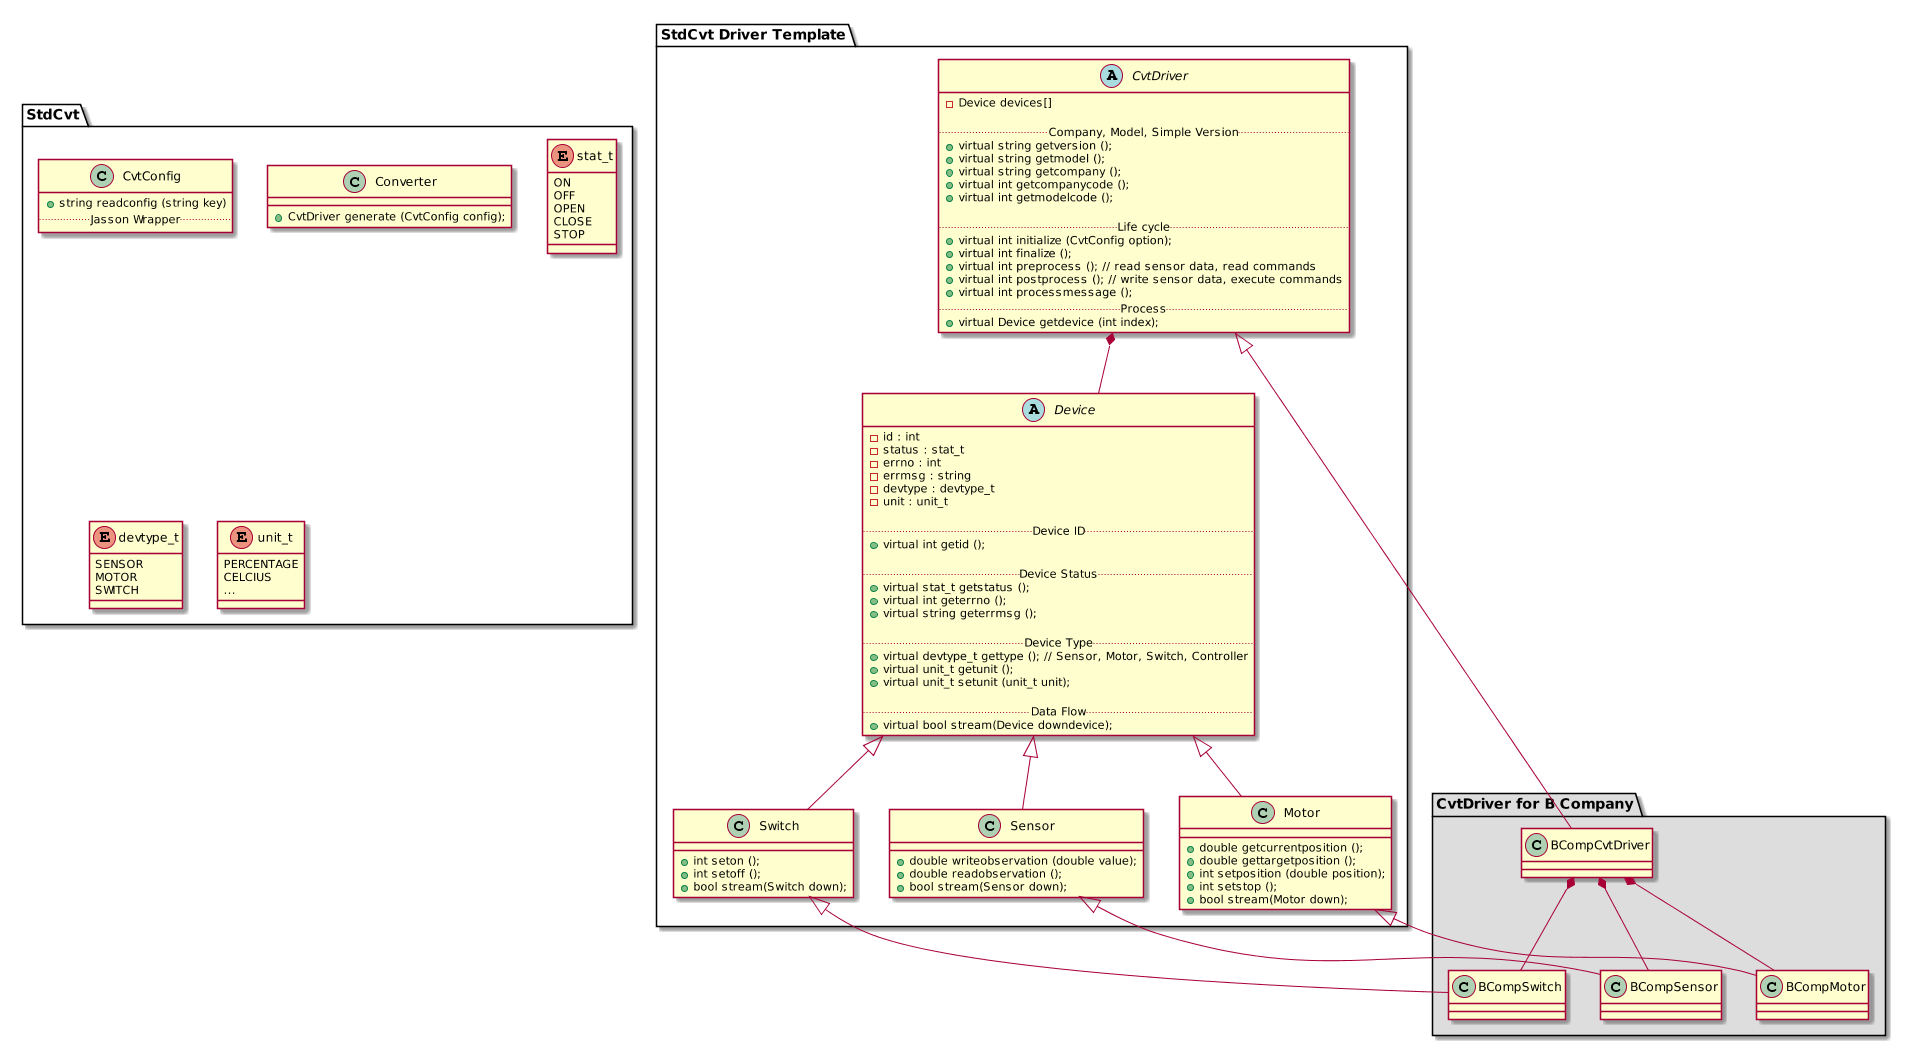 StdCvt
C CvtConfig
string readconfig (string key)
Jasson Wrapper
C Converter
CvtDriver generate (CvtConfig config);
E stat_t
ON
OFF
OPEN
CLOSE
STOP
E devtype_t
SENSOR
MOTOR
SWITCH
E unit_t
PERCENTAGE
CELCIUS
...
StdCvt Driver Template
A CvtDriver
Device devices[]
Company, Model, Simple Version
virtual string getversion ();
virtual string getmodel ();
virtual string getcompany ();
virtual int getcompanycode ();
virtual int getmodelcode ();
Life cycle
virtual int initialize (CvtConfig option);
virtual int finalize ();
virtual int preprocess (); // read sensor data, read commands
virtual int postprocess (); // write sensor data, execute commands
virtual int processmessage ();
Process
virtual Device getdevice (int index);
A Device
id : int
status : stat_t
errno : int
errmsg : string
devtype : devtype_t
unit : unit_t
Device ID
virtual int getid ();
Device Status
virtual stat_t getstatus ();
virtual int geterrno ();
virtual string geterrmsg ();
Device Type
virtual devtype_t gettype (); // Sensor, Motor, Switch, Controller
virtual unit_t getunit ();
virtual unit_t setunit (unit_t unit);
Data Flow
virtual bool stream(Device downdevice);
C Switch
int seton ();
int setoff ();
bool stream(Switch down);
C Sensor
double writeobservation (double value);
double readobservation ();
bool stream(Sensor down);
C Motor
double getcurrentposition ();
double gettargetposition ();
int setposition (double position);
int setstop ();
bool stream(Motor down);
CvtDriver for B Company
C BCompCvtDriver
C BCompSwitch
C BCompSensor
C BCompMotor